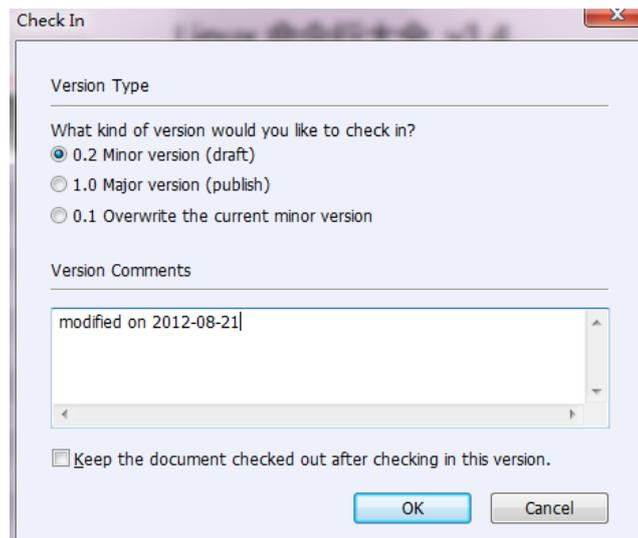 Check In
Version Type
What kind of version would you like to check in?
0.2 Minor version (draft)
1.0 Major version (publish)
0.1 Overwrite the current minor version
Version Comments
modified on 2012-08-21
Keep the document checked out after checking in this version.
OK Cancel